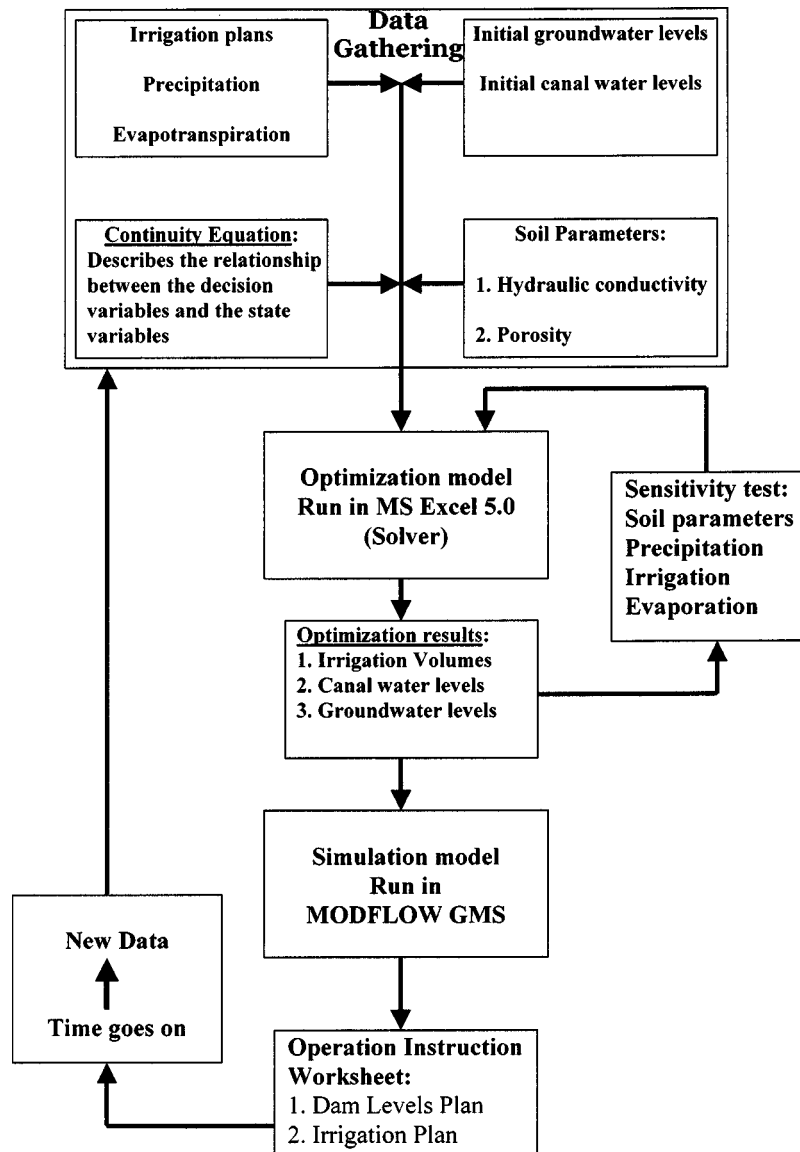 Data
Gathering
Irrigation plans
Precipitation
Evapotranspiration
Initial groundwater levels
Initial canal water levels
Continuity Equation:
Describes the relationship
between the decision
variables and the state
variables
Soil Parameters:
1. Hydraulic conductivity
2. Porosity
Optimization model
Run in MS Excel 5.0
(Solver)
Sensitivity test:
Soil parameters
Precipitation
Irrigation
Evaporation
Optimization results:
1. Irrigation Volumes
2. Canal water levels
3. Groundwater levels
Simulation model
Run in
MODFLOW GMS
New Data
Time goes on
Operation Instruction
Worksheet:
1. Dam Levels Plan
2. Irrigation Plan